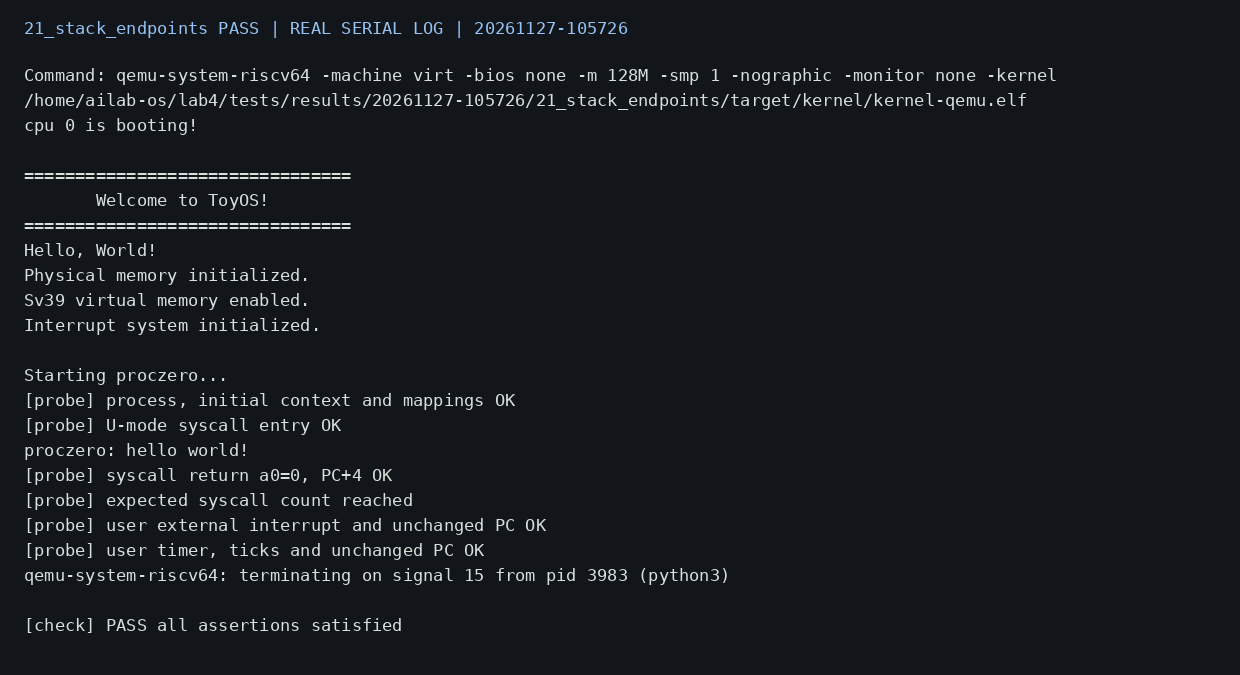 21_stack_endpoints PASS | REAL SERIAL LOG | 20261127-105726
Command: qemu-system-riscv64 -machine virt -bios none -m 128M -smp 1 -nographic -monitor none -kernel
/home/ailab-os/lab4/tests/results/20261127-105726/21_stack_endpoints/target/kernel/kernel-qemu.elf
cpu 0 is booting!
================================
Welcome to ToyOS!
================================
Hello, World!
Physical memory initialized.
Sv39 virtual memory enabled.
Interrupt system initialized.
Starting proczero...
[probe] process, initial context and mappings OK
[probe] U-mode syscall entry OK
proczero: hello world!
[probe] syscall return a0=0, PC+4 OK
[probe] expected syscall count reached
[probe] user external interrupt and unchanged PC OK
[probe] user timer, ticks and unchanged PC OK
qemu-system-riscv64: terminating on signal 15 from pid 3983 (python3)
[check] PASS all assertions satisfied